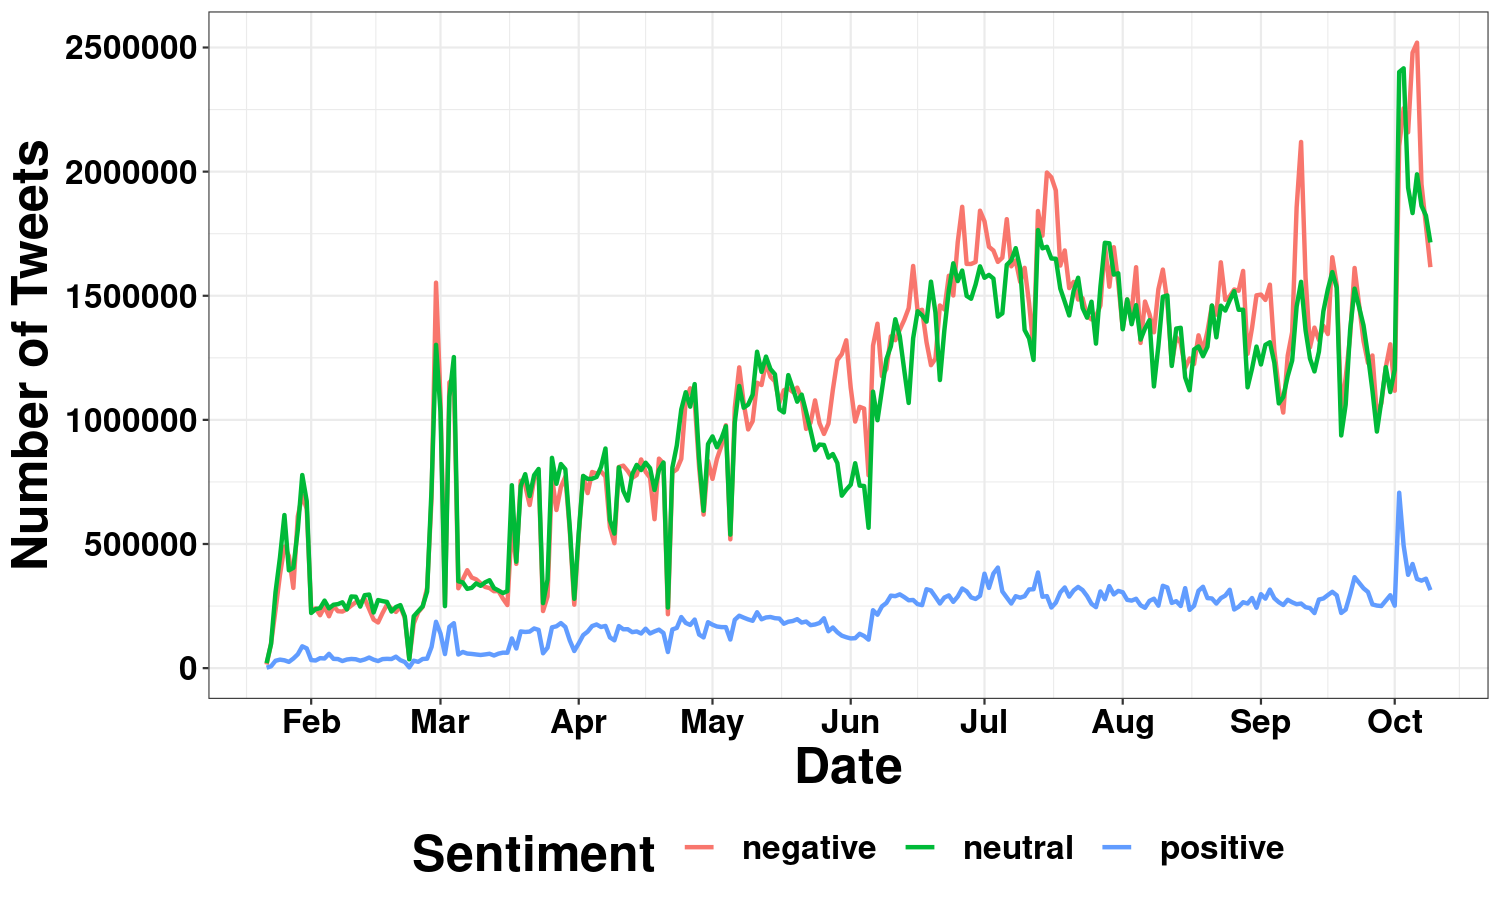 Number of Tweets
2500000
2000000
1500000
1000000
500000
0
Feb Mar Apr May Jun Jul Aug Sep Oct
Date
Sentiment negative neutral positive